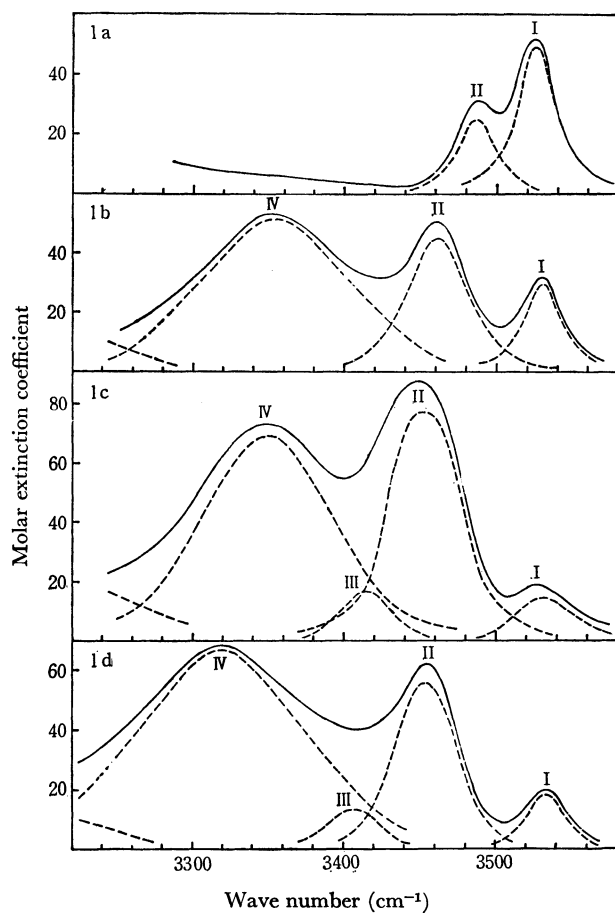 1a
I
II
40
20
1b
IV
II
I
40
20
1c
80
IV
II
60
40
III
20
I
1d
IV
II
60
40
III
I
20
3300
3400
3500
Molar extinction coefficient
Wave number (cm⁻¹)